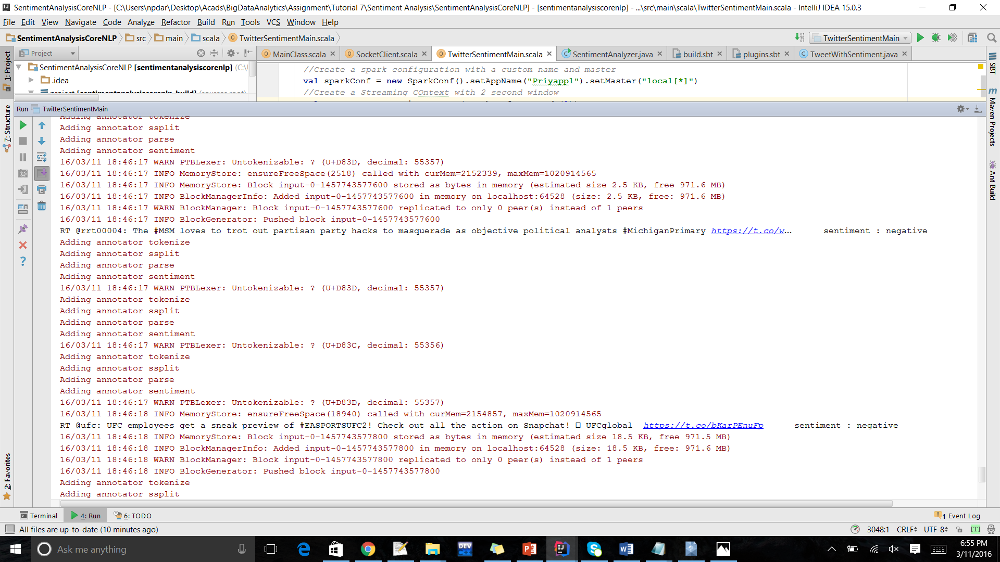 SentimentAnalysisCoreNLP - [C:\Users\npdar\Desktop\Acads\BigDataAnalytics\Assignment\Tutorial 7\Sentiment Analysis\SentimentAnalysisCoreNLP] - [sentimentanalysiscorenlp] - ...\src\main\scala\TwitterSentimentMain.scala - IntelliJ IDEA 15.0.3
File Edit View Navigate Code Analyze Refactor Build Run Tools VCS Window Help
SentimentAnalysisCoreNLP src main scala TwitterSentimentMain.scala TwitterSentimentMain
Project MainClass.scala SocketClient.scala TwitterSentimentMain.scala SentimentAnalyzer.java build.sbt plugins.sbt TweetWithSentiment.java
1: Project
7: Structure
2: Favorites
SBT
Maven Projects
Ant Build
SentimentAnalysisCoreNLP [sentimentanalysiscorenlp] (C:\
.idea
project [sentimentanalysiscorenlp-build] (sources root)
//Create a spark configuration with a custom name and master
val sparkConf = new SparkConf().setAppName("Priyapp1").setMaster("local[*]")
//Create a Streaming COntext with 2 second window
Run TwitterSentimentMain
Adding annotator tokenize
Adding annotator ssplit
Adding annotator parse
Adding annotator sentiment
16/03/11 18:46:17 WARN PTBLexer: Untokenizable: ? (U+D83D, decimal: 55357)
16/03/11 18:46:17 INFO MemoryStore: ensureFreeSpace(2518) called with curMem=2152339, maxMem=1020914565
16/03/11 18:46:17 INFO MemoryStore: Block input-0-1457743577600 stored as bytes in memory (estimated size 2.5 KB, free 971.6 MB)
16/03/11 18:46:17 INFO BlockManagerInfo: Added input-0-1457743577600 in memory on localhost:64528 (size: 2.5 KB, free: 971.6 MB)
16/03/11 18:46:17 WARN BlockManager: Block input-0-1457743577600 replicated to only 0 peer(s) instead of 1 peers
16/03/11 18:46:17 INFO BlockGenerator: Pushed block input-0-1457743577600
RT @rrt00004: The #MSM loves to trot out partisan party hacks to masquerade as objective political analysts #MichiganPrimary https://t.co/w… sentiment : negative
Adding annotator tokenize
Adding annotator ssplit
Adding annotator parse
Adding annotator sentiment
16/03/11 18:46:17 WARN PTBLexer: Untokenizable: ? (U+D83D, decimal: 55357)
Adding annotator tokenize
Adding annotator ssplit
Adding annotator parse
Adding annotator sentiment
16/03/11 18:46:17 WARN PTBLexer: Untokenizable: ? (U+D83C, decimal: 55356)
Adding annotator tokenize
Adding annotator ssplit
Adding annotator parse
Adding annotator sentiment
16/03/11 18:46:17 WARN PTBLexer: Untokenizable: ? (U+D83D, decimal: 55357)
16/03/11 18:46:18 INFO MemoryStore: ensureFreeSpace(18940) called with curMem=2154857, maxMem=1020914565
RT @ufc: UFC employees get a sneak preview of #EASPORTSUFC2! Check out all the action on Snapchat! UFCglobal https://t.co/bKarPEnuFp sentiment : negative
16/03/11 18:46:18 INFO MemoryStore: Block input-0-1457743577800 stored as bytes in memory (estimated size 18.5 KB, free 971.5 MB)
16/03/11 18:46:18 INFO BlockManagerInfo: Added input-0-1457743577800 in memory on localhost:64528 (size: 18.5 KB, free: 971.6 MB)
16/03/11 18:46:18 WARN BlockManager: Block input-0-1457743577800 replicated to only 0 peer(s) instead of 1 peers
16/03/11 18:46:18 INFO BlockGenerator: Pushed block input-0-1457743577800
Adding annotator tokenize
Adding annotator ssplit
Terminal 4: Run 6: TODO 1 Event Log
All files are up-to-date (10 minutes ago) 3048:1 CRLF UTF-8 [T]
Ask me anything DEV 6:55 PM
3/11/2016